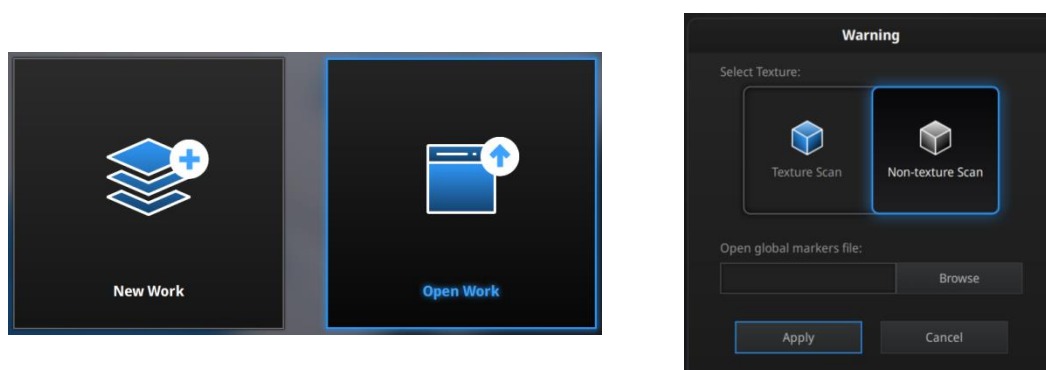 New Work
Open Work
Warning
Select Texture:
Texture Scan
Non-texture Scan
Open global markers file:
Browse
Apply
Cancel